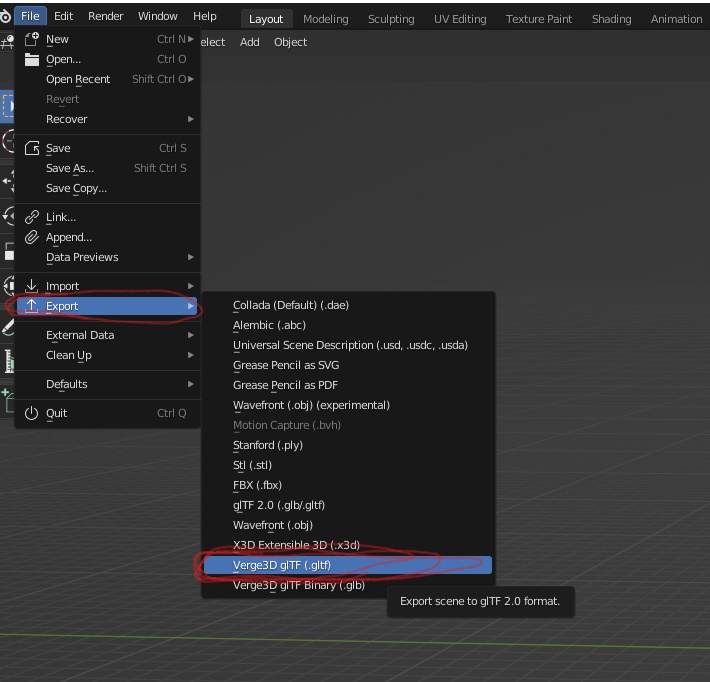 File Edit Render Window Help Layout Modeling Sculpting UV Editing Texture Paint Shading Animation
New Ctrl N
elect Add Object
Open... Ctrl O
Open Recent Shift Ctrl O
Revert
Recover
Save Ctrl S
Save As... Shift Ctrl S
Save Copy...
Link...
Append...
Data Previews
Import
Export
External Data
Clean Up
Defaults
Quit Ctrl Q
Collada (Default) (.dae)
Alembic (.abc)
Universal Scene Description (.usd, .usdc, .usda)
Grease Pencil as SVG
Grease Pencil as PDF
Wavefront (.obj) (experimental)
Motion Capture (.bvh)
Stanford (.ply)
Stl (.stl)
FBX (.fbx)
glTF 2.0 (.glb/.gltf)
Wavefront (.obj)
X3D Extensible 3D (.x3d)
Verge3D glTF (.gltf)
Verge3D glTF Binary (.glb)
Export scene to glTF 2.0 format.